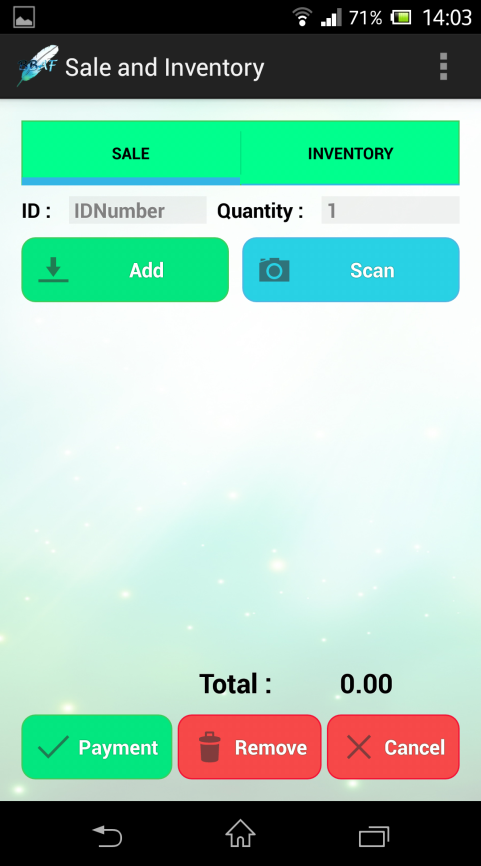 71% 14:03
Sale and Inventory
SALE INVENTORY
ID : IDNumber Quantity : 1
Add Scan
Total : 0.00
Payment Remove Cancel